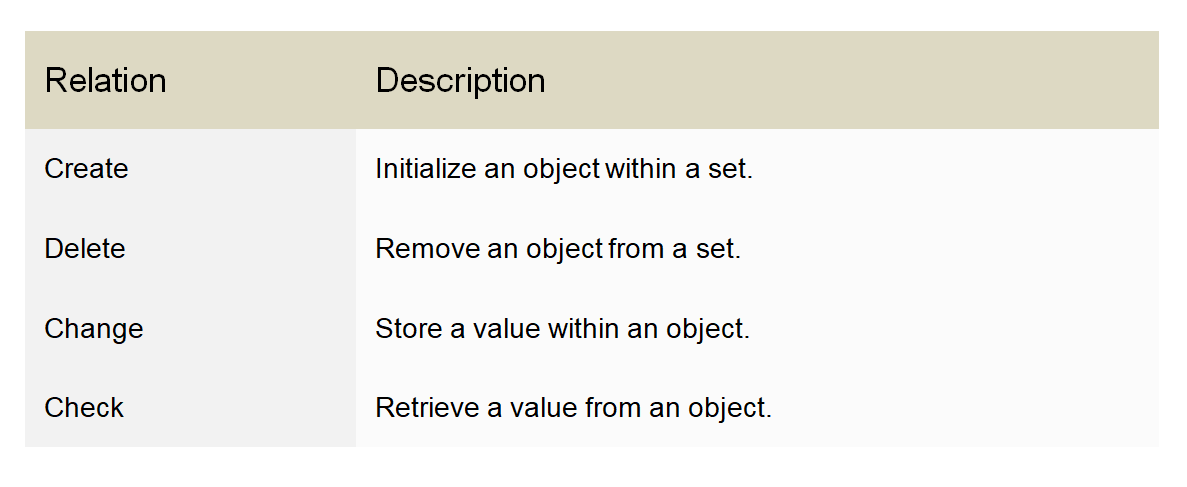 Relation Description
Create Initialize an object within a set.
Delete Remove an object from a set.
Change Store a value within an object.
Check Retrieve a value from an object.